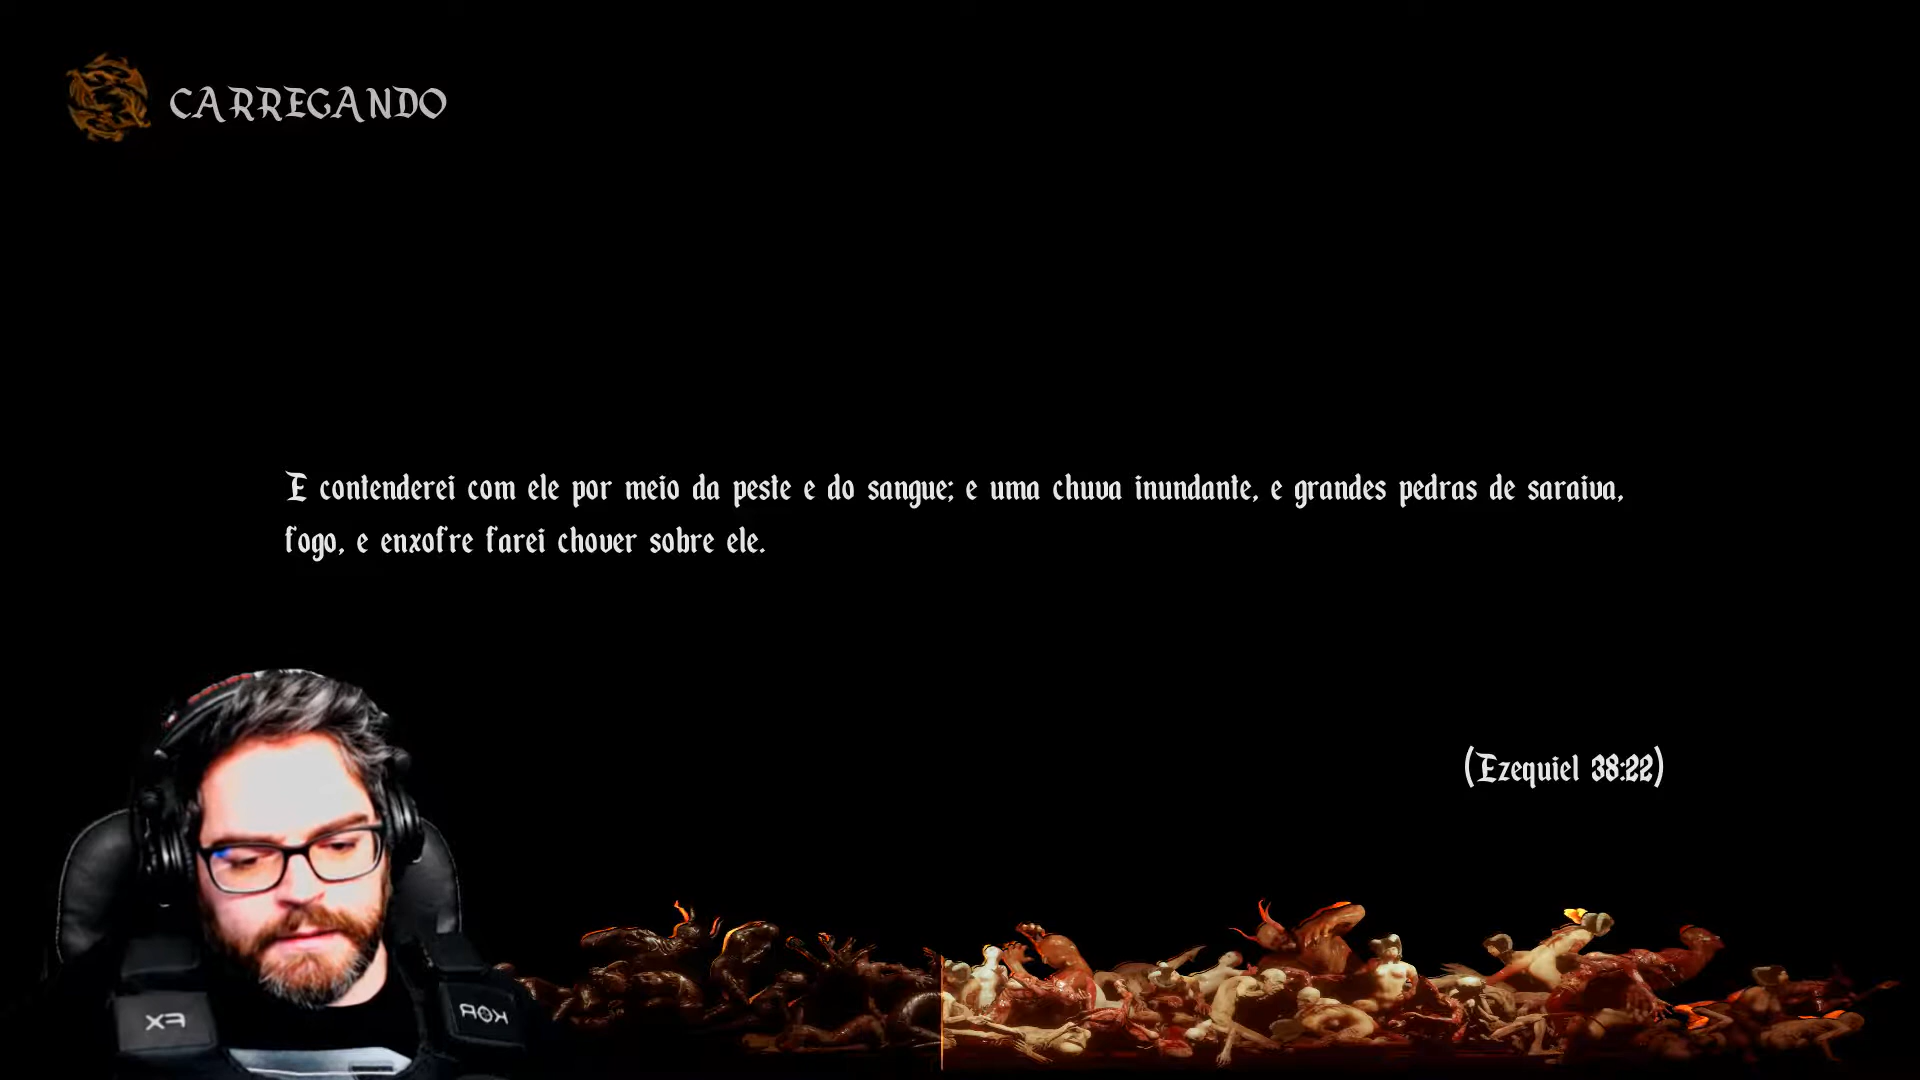 CARREGANDO
E contenderei com ele por meio da peste e do sangue; e uma chuva inundante, e grandes pedras de saraiva,
fogo, e enxofre farei chover sobre ele.
(Ezequiel 38:22)